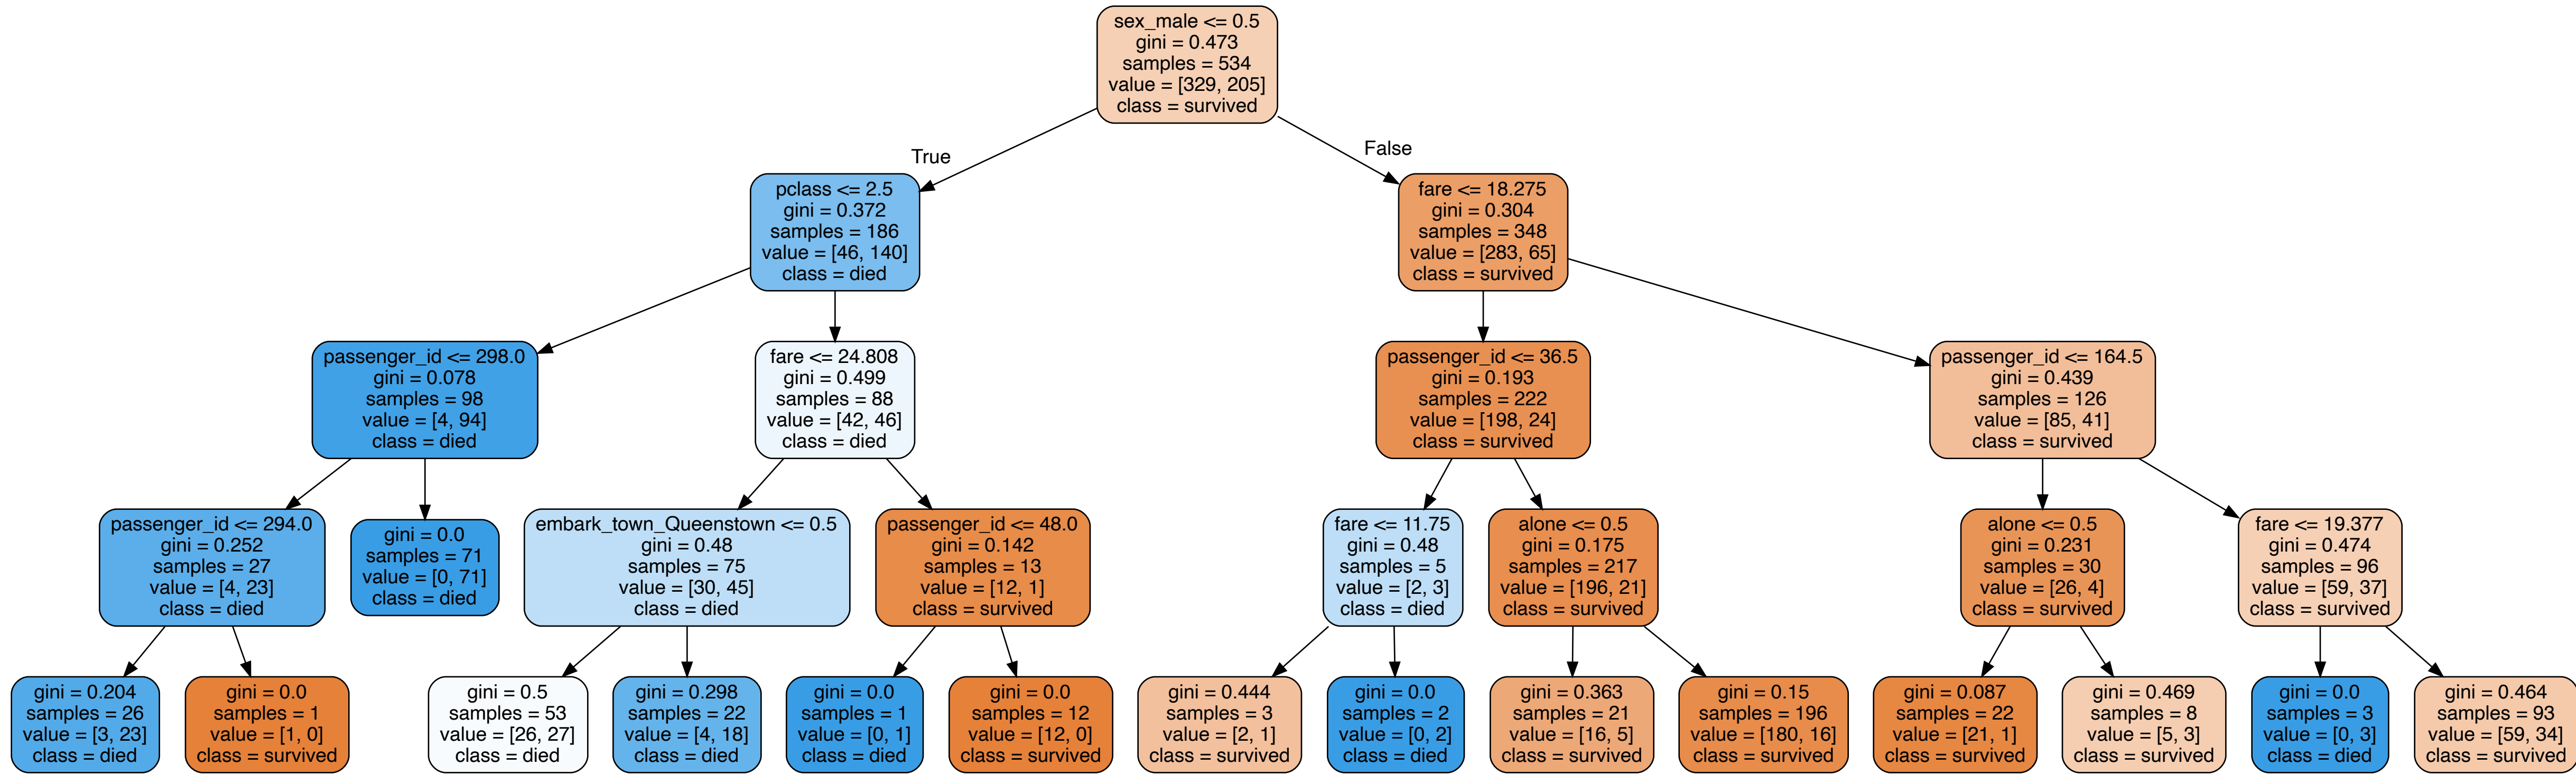 sex_male <= 0.5
gini = 0.473
samples = 534
value = [329, 205]
class = survived
True
False
pclass <= 2.5
gini = 0.372
samples = 186
value = [46, 140]
class = died
fare <= 18.275
gini = 0.304
samples = 348
value = [283, 65]
class = survived
passenger_id <= 298.0
gini = 0.078
samples = 98
value = [4, 94]
class = died
fare <= 24.808
gini = 0.499
samples = 88
value = [42, 46]
class = died
passenger_id <= 36.5
gini = 0.193
samples = 222
value = [198, 24]
class = survived
passenger_id <= 164.5
gini = 0.439
samples = 126
value = [85, 41]
class = survived
passenger_id <= 294.0
gini = 0.252
samples = 27
value = [4, 23]
class = died
gini = 0.0
samples = 71
value = [0, 71]
class = died
embark_town_Queenstown <= 0.5
gini = 0.48
samples = 75
value = [30, 45]
class = died
passenger_id <= 48.0
gini = 0.142
samples = 13
value = [12, 1]
class = survived
fare <= 11.75
gini = 0.48
samples = 5
value = [2, 3]
class = died
alone <= 0.5
gini = 0.175
samples = 217
value = [196, 21]
class = survived
alone <= 0.5
gini = 0.231
samples = 30
value = [26, 4]
class = survived
fare <= 19.377
gini = 0.474
samples = 96
value = [59, 37]
class = survived
gini = 0.204
samples = 26
value = [3, 23]
class = died
gini = 0.0
samples = 1
value = [1, 0]
class = survived
gini = 0.5
samples = 53
value = [26, 27]
class = died
gini = 0.298
samples = 22
value = [4, 18]
class = died
gini = 0.0
samples = 1
value = [0, 1]
class = died
gini = 0.0
samples = 12
value = [12, 0]
class = survived
gini = 0.444
samples = 3
value = [2, 1]
class = survived
gini = 0.0
samples = 2
value = [0, 2]
class = died
gini = 0.363
samples = 21
value = [16, 5]
class = survived
gini = 0.15
samples = 196
value = [180, 16]
class = survived
gini = 0.087
samples = 22
value = [21, 1]
class = survived
gini = 0.469
samples = 8
value = [5, 3]
class = survived
gini = 0.0
samples = 3
value = [0, 3]
class = died
gini = 0.464
samples = 93
value = [59, 34]
class = survived